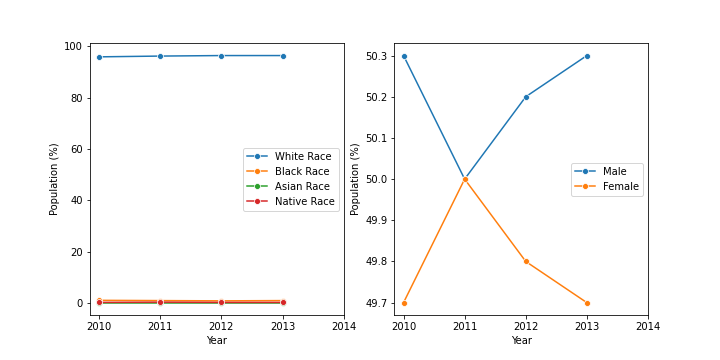 100
80
60
40
20
0
Population (%)
2010 2011 2012 2013 2014
Year
White Race
Black Race
Asian Race
Native Race
50.3
50.2
50.1
50.0
49.9
49.8
49.7
Population (%)
2010 2011 2012 2013 2014
Year
Male
Female